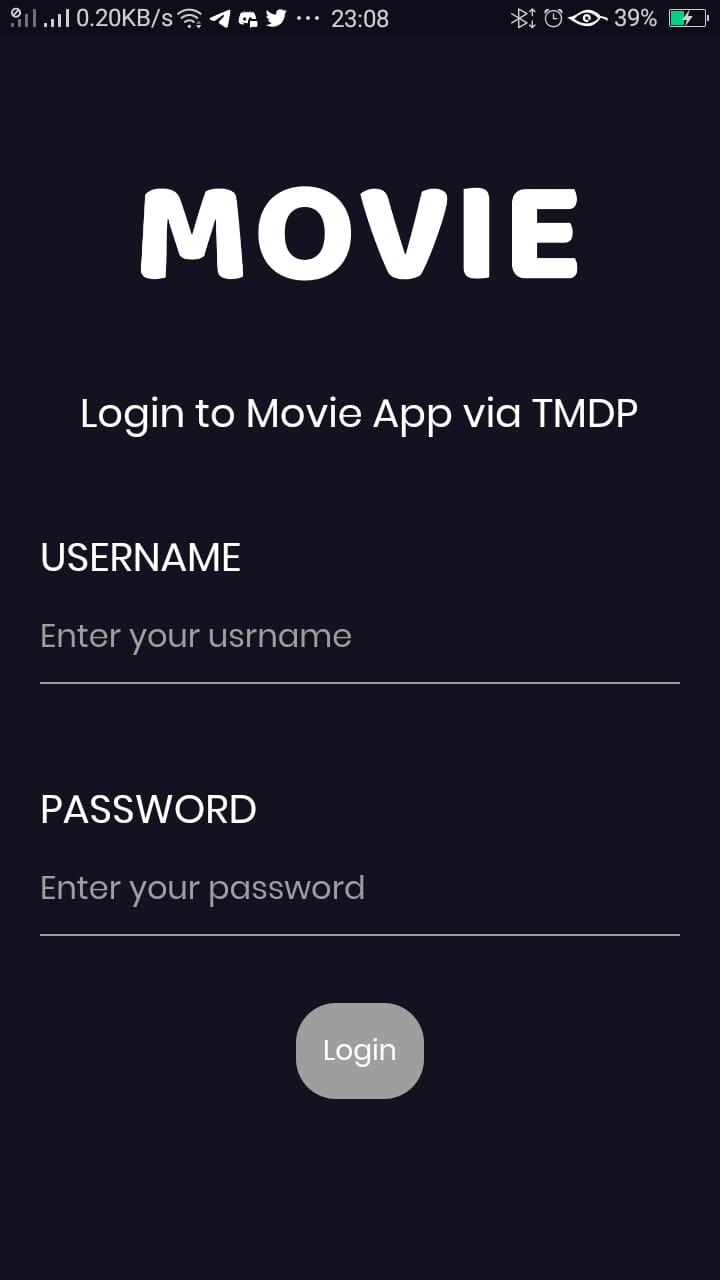 0.20KB/s ... 23:08 39%
MOVIE
Login to Movie App via TMDP
USERNAME
Enter your usrname
PASSWORD
Enter your password
Login